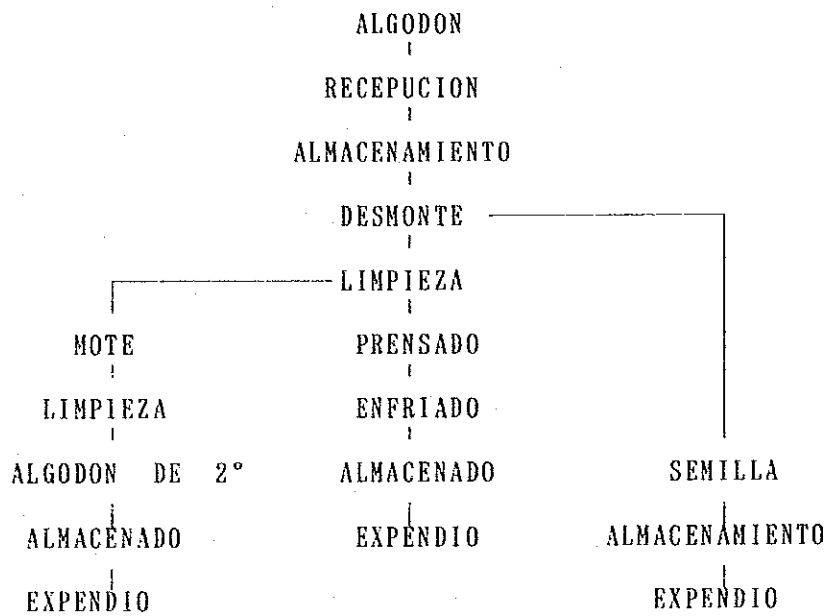 ALGODON
RECEPUCION
ALMACENAMIENTO
DESMONTE
LIMPIEZA
MOTE PRENSADO
LIMPIEZA ENFRIADO
ALGODON DE 2° ALMACENADO SEMILLA
ALMACENADO EXPENDIO ALMACENAMIENTO
EXPENDIO EXPENDIO